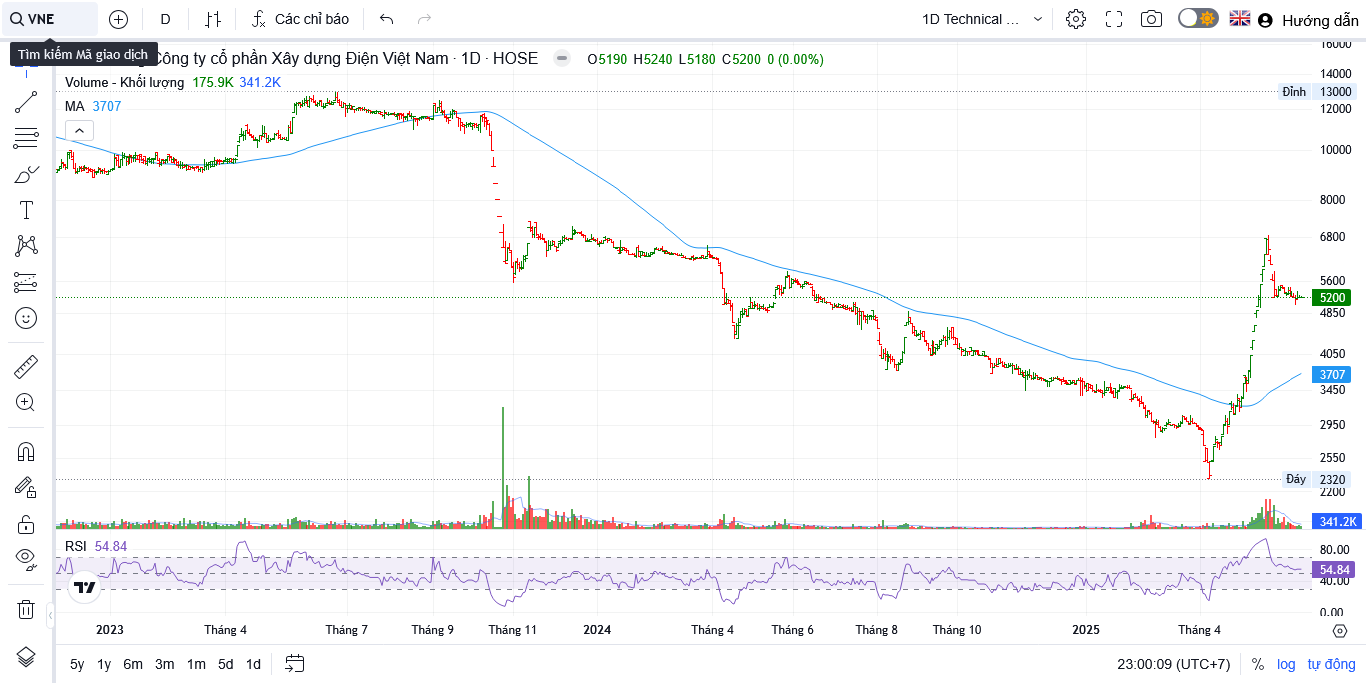 VNE
D
Các chỉ báo
1D Technical ...
Hướng dẫn
Tìm kiếm Mã giao dịch
Công ty cổ phần Xây dựng Điện Việt Nam · 1D · HOSE
O5190 H5240 L5180 C5200 0 (0.00%)
Volume - Khối lượng 175.9K 341.2K
MA 3707
16000
14000
Đỉnh 13000
12000
10000
8000
6800
5600
5200
4850
4050
3707
3450
2950
2550
Đáy 2320
2200
341.2K
RSI 54.84
80.00
54.84
40.00
0.00
2023 Tháng 4 Tháng 7 Tháng 9 Tháng 11 2024 Tháng 4 Tháng 6 Tháng 8 Tháng 10 2025 Tháng 4
5y 1y 6m 3m 1m 5d 1d
23:00:09 (UTC+7) % log tự động